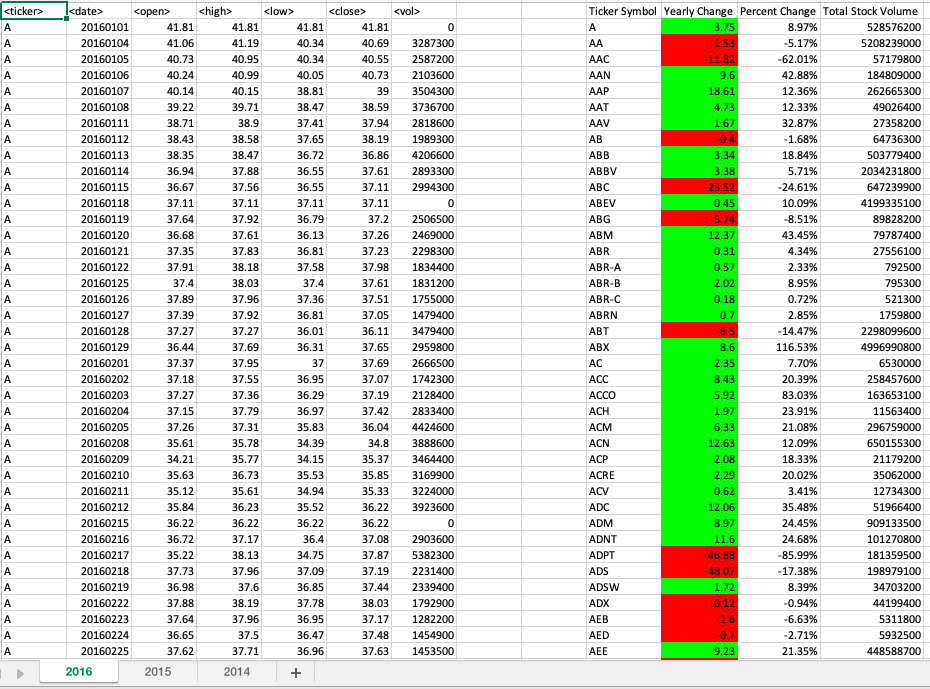 <ticker> <date> <open> <high> <low> <close> <vol> Ticker Symbol Yearly Change Percent Change Total Stock Volume
A 20160101 41.81 41.81 41.81 41.81 0 A 3.75 8.97% 528576200
A 20160104 41.06 41.19 40.34 40.69 3287300 AA -1.53 -5.17% 5208239000
A 20160105 40.73 40.95 40.34 40.55 2587200 AAC -11.82 -62.01% 57179800
A 20160106 40.24 40.99 40.05 40.73 2103600 AAN 9.6 42.88% 184809000
A 20160107 40.14 40.15 38.81 39 3504300 AAP 18.61 12.36% 262665300
A 20160108 39.22 39.71 38.47 38.59 3736700 AAT 4.73 12.33% 49026400
A 20160111 38.71 38.9 37.41 37.94 2818600 AAV 1.67 32.87% 27358200
A 20160112 38.43 38.58 37.65 38.19 1989300 AB -0.4 -1.68% 64736300
A 20160113 38.35 38.47 36.72 36.86 4206600 ABB 3.34 18.84% 503779400
A 20160114 36.94 37.88 36.55 37.61 2893300 ABBV 3.38 5.71% 2034231800
A 20160115 36.67 37.56 36.55 37.11 2994300 ABC -25.52 -24.61% 647239900
A 20160118 37.11 37.11 37.11 37.11 0 ABEV 0.45 10.09% 4199335100
A 20160119 37.64 37.92 36.79 37.2 2506500 ABG -5.74 -8.51% 89828200
A 20160120 36.68 37.61 36.13 37.26 2469000 ABM 12.37 43.45% 79787400
A 20160121 37.35 37.83 36.81 37.23 2298300 ABR 0.31 4.34% 27556100
A 20160122 37.91 38.18 37.58 37.98 1834400 ABR-A 0.57 2.33% 792500
A 20160125 37.4 38.03 37.4 37.61 1831200 ABR-B 2.02 8.95% 795300
A 20160126 37.89 37.96 37.36 37.51 1755000 ABR-C 0.18 0.72% 521300
A 20160127 37.39 37.92 36.81 37.05 1479400 ABRN 0.7 2.85% 1759800
A 20160128 37.27 37.27 36.01 36.11 3479400 ABT -6.5 -14.47% 2298099600
A 20160129 36.44 37.69 36.31 37.65 2959800 ABX 8.6 116.53% 4996990800
A 20160201 37.37 37.95 37 37.69 2666500 AC 2.35 7.70% 6530000
A 20160202 37.18 37.55 36.95 37.07 1742300 ACC 8.43 20.39% 258457600
A 20160203 37.27 37.36 36.29 37.19 2128400 ACCO 5.92 83.03% 163653100
A 20160204 37.15 37.79 36.97 37.42 2833400 ACH 1.97 23.91% 11563400
A 20160205 37.26 37.31 35.83 36.04 4424600 ACM 6.33 21.08% 296759000
A 20160208 35.61 35.78 34.39 34.8 3888600 ACN 12.63 12.09% 650155300
A 20160209 34.21 35.77 34.15 35.37 3464400 ACP 2.08 18.33% 21179200
A 20160210 35.63 36.73 35.53 35.85 3169900 ACRE 2.29 20.02% 35062000
A 20160211 35.12 35.61 34.94 35.33 3224000 ACV 0.62 3.41% 12734300
A 20160212 35.84 36.23 35.52 36.22 3923600 ADC 12.06 35.48% 51966400
A 20160215 36.22 36.22 36.22 36.22 0 ADM 8.97 24.45% 909133500
A 20160216 36.72 37.17 36.4 37.08 2903600 ADNT 11.6 24.68% 101270800
A 20160217 35.22 38.13 34.75 37.87 5382300 ADPT -46.88 -85.99% 181359500
A 20160218 37.73 37.96 37.09 37.19 2231400 ADS -48.07 -17.38% 198979100
A 20160219 36.98 37.6 36.85 37.44 2339400 ADSW 1.72 8.39% 34703200
A 20160222 37.88 38.19 37.78 38.03 1792900 ADX -0.12 -0.94% 44199400
A 20160223 37.64 37.96 36.95 37.17 1282200 AEB -1.6 -6.63% 5311800
A 20160224 36.65 37.5 36.47 37.48 1454900 AED -0.7 -2.71% 5932500
A 20160225 37.62 37.71 36.96 37.63 1453500 AEE 9.23 21.35% 448588700
2016 2015 2014 +